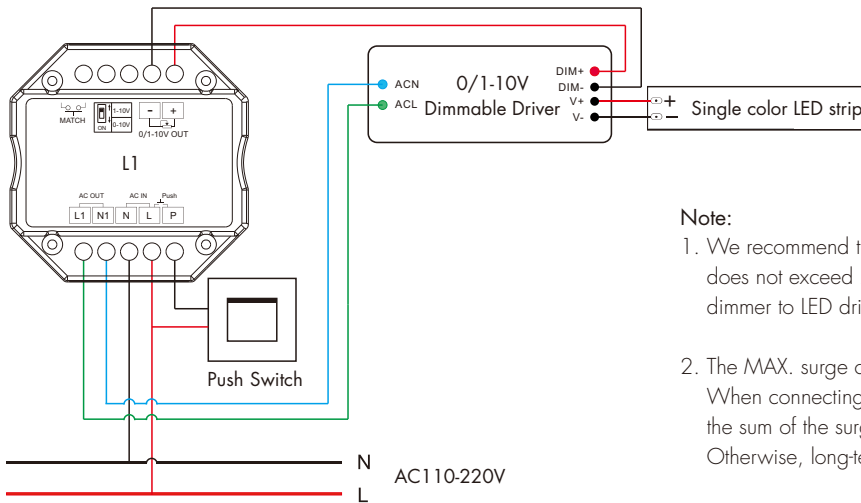 MATCH
1-10V
0-10V
ON
- +
0/1-10V OUT
L1
AC OUT AC IN Push
L1 N1 N L P
ACN
ACL
0/1-10V
Dimmable Driver
DIM+
DIM-
V+
V-
+
-
Single color LED strip
Push Switch
N
L
AC110-220V
Note:
1. We recommend t
does not exceed
dimmer to LED dri
2. The MAX. surge
When connecting
the sum of the sur
Otherwise, long-te